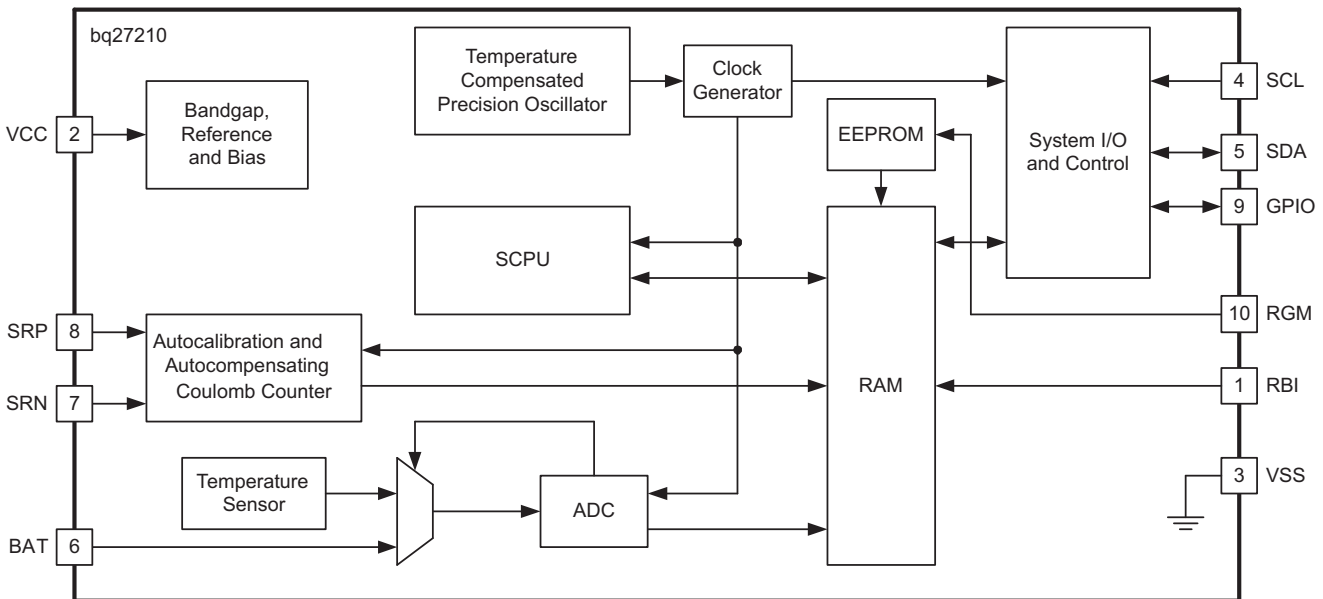 bq27210
Temperature
Compensated
Precision Oscillator
Clock
Generator
System I/O
and Control
4 SCL
5 SDA
9 GPIO
Bandgap,
Reference
and Bias
VCC 2
EEPROM
SCPU
10 RGM
SRP 8
Autocalibration and
Autocompensating
Coulomb Counter
SRN 7
RAM
1 RBI
Temperature
Sensor
ADC
3 VSS
BAT 6